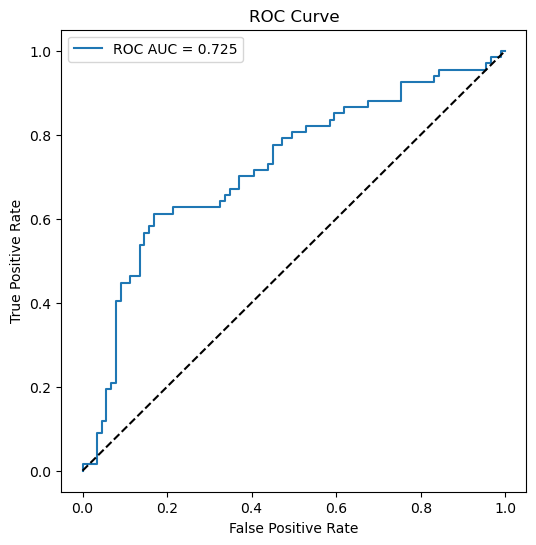 ROC Curve
ROC AUC = 0.725
True Positive Rate
1.0
0.8
0.6
0.4
0.2
0.0
0.0 0.2 0.4 0.6 0.8 1.0
False Positive Rate